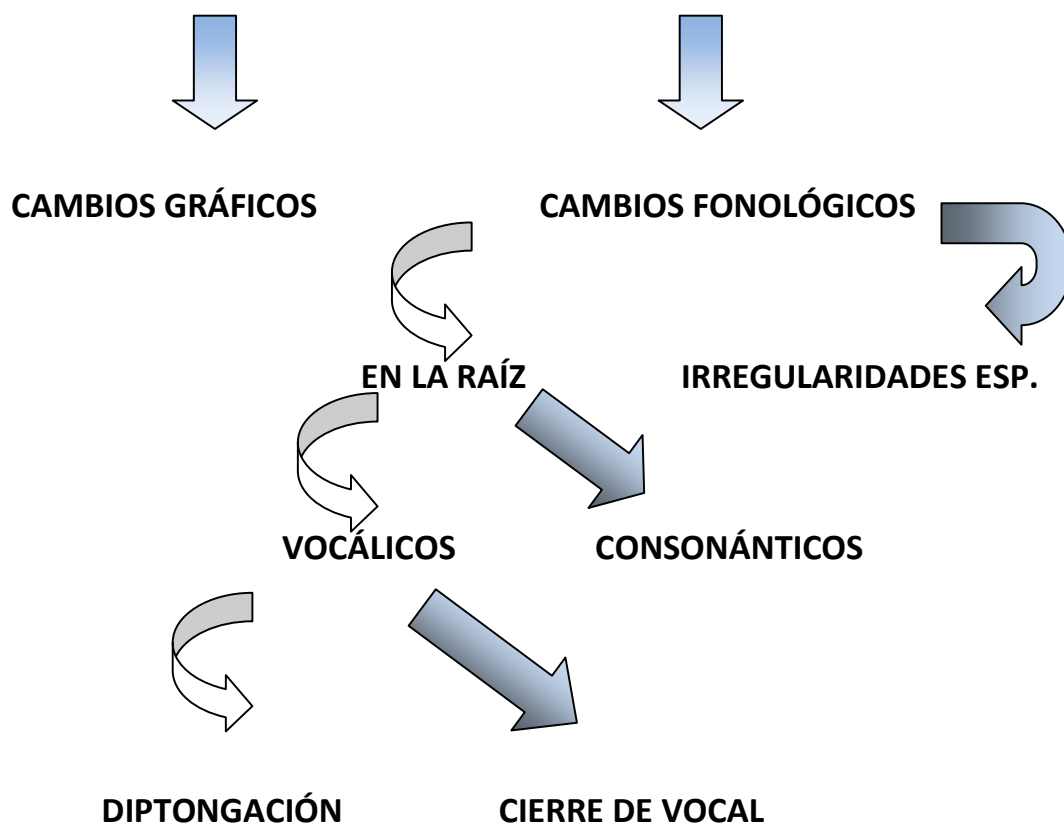 CAMBIOS GRÁFICOS CAMBIOS FONOLÓGICOS
EN LA RAÍZ IRREGULARIDADES ESP.
VOCÁLICOS CONSONÁNTICOS
DIPTONGACIÓN CIERRE DE VOCAL